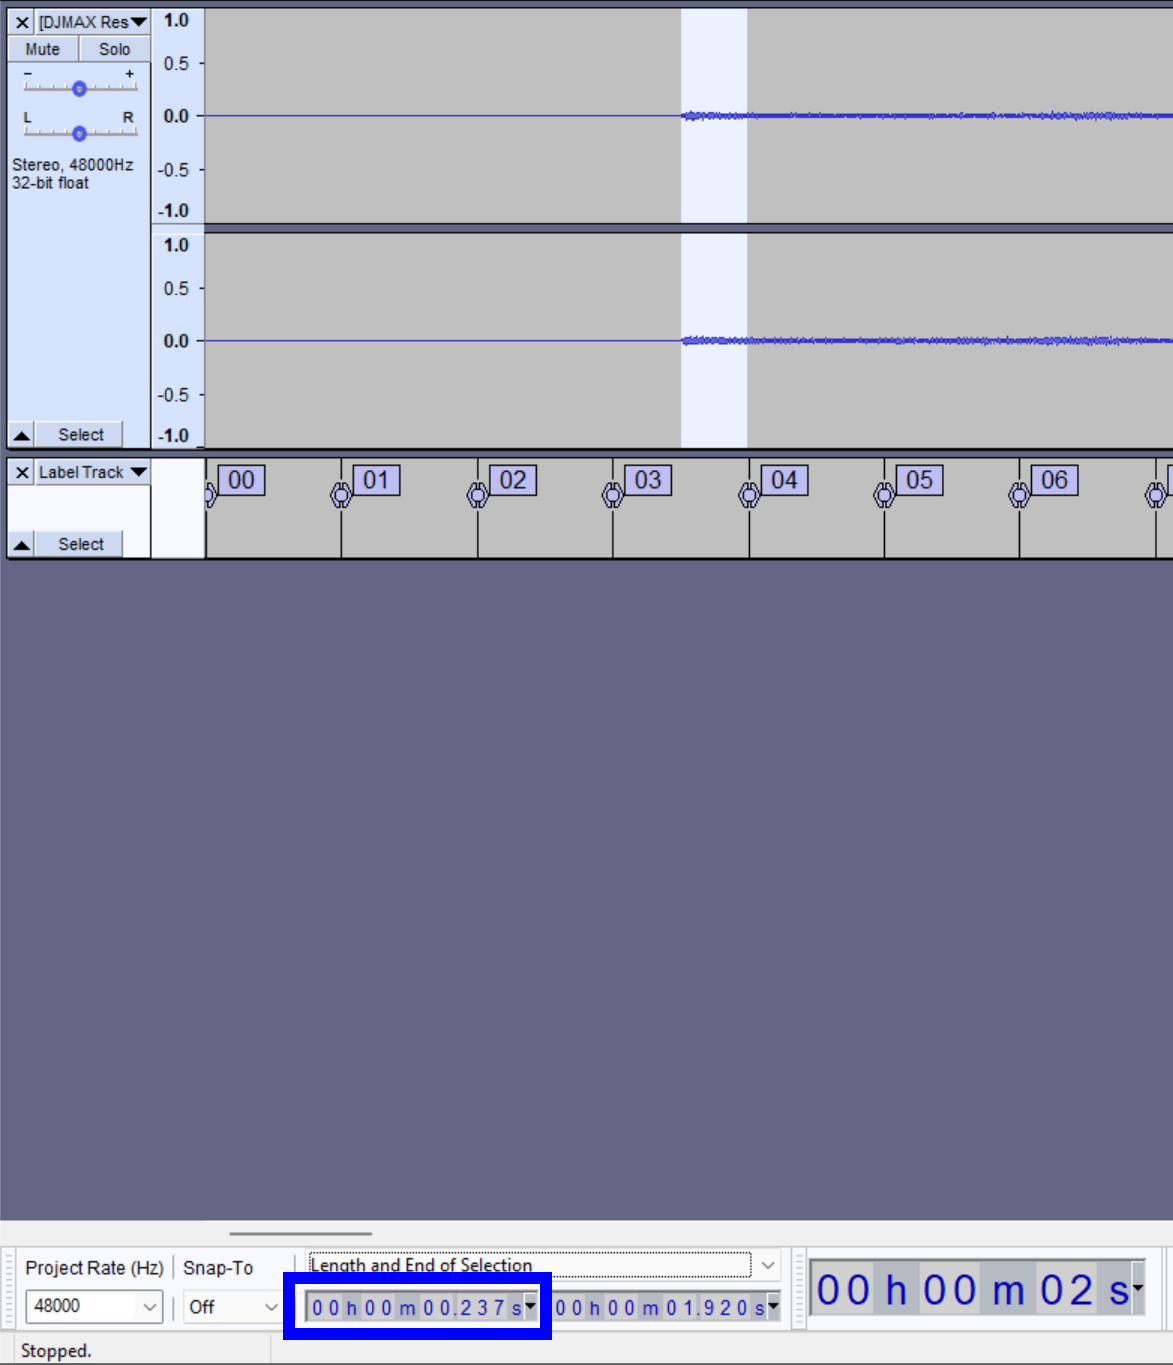 [DJMAX Res
Mute Solo
- +
L R
Stereo, 48000Hz
32-bit float
Select
1.0
0.5
0.0
-0.5
-1.0
1.0
0.5
0.0
-0.5
-1.0
Label Track
Select
00 01 02 03 04 05 06
Project Rate (Hz) Snap-To Length and End of Selection
48000 Off 00h00m00.237s 00h00m01.920s 00h00m02s
Stopped.